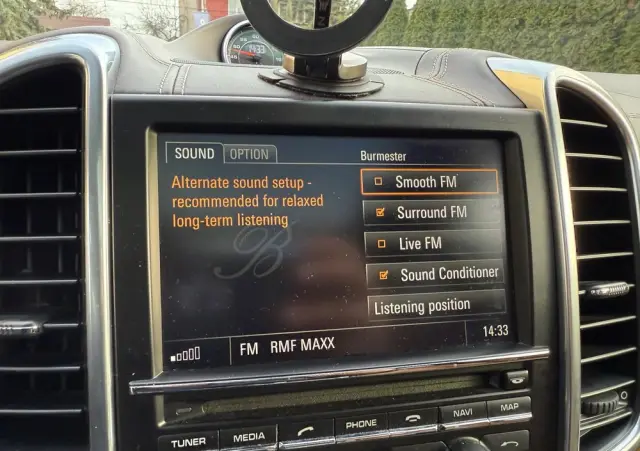 1433
SOUND
OPTION
Burmester
Alternate sound setup -
recommended for relaxed
long-term listening
Smooth FM
Surround FM
Live FM
Sound Conditioner
Listening position
B
FM RMF MAXX
14:33
TUNER
MEDIA
PHONE
NAVI
MAP